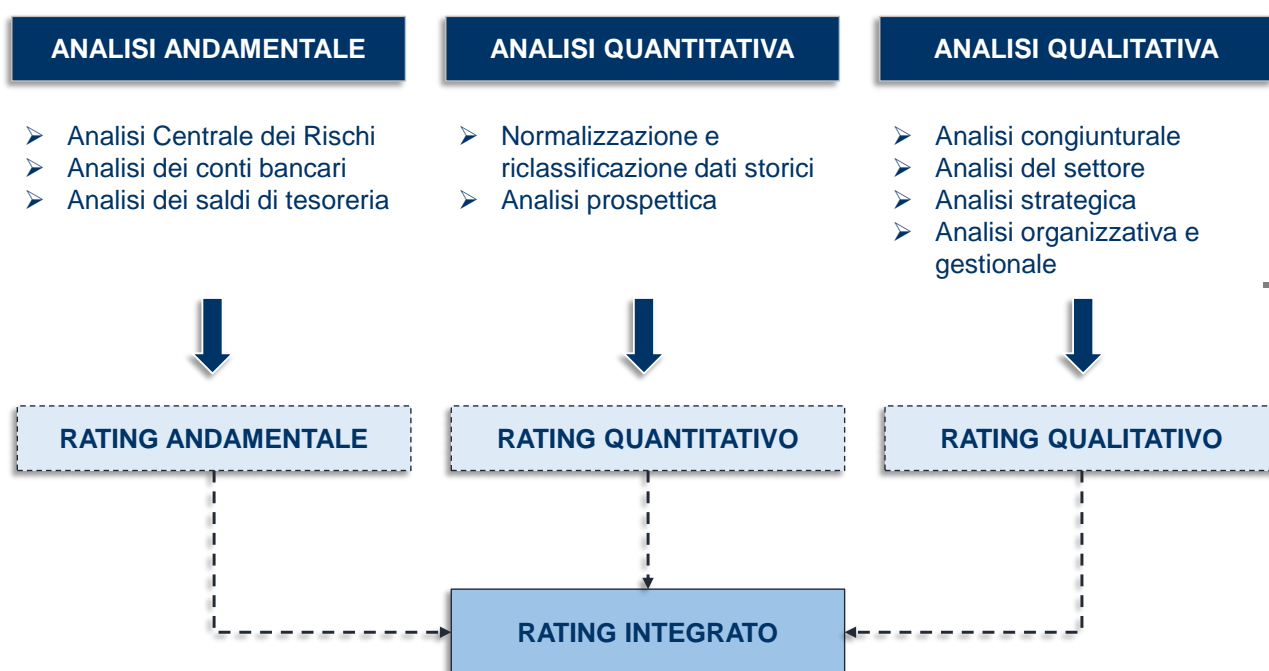 ANALISI ANDAMENTALE
ANALISI QUANTITATIVA
ANALISI QUALITATIVA
➢ Analisi Centrale dei Rischi
➢ Analisi dei conti bancari
➢ Analisi dei saldi di tesoreria
➢ Normalizzazione e
riclassificazione dati storici
➢ Analisi prospettica
➢ Analisi congiunturale
➢ Analisi del settore
➢ Analisi strategica
➢ Analisi organizzativa e
gestionale
RATING ANDAMENTALE
RATING QUANTITATIVO
RATING QUALITATIVO
RATING INTEGRATO